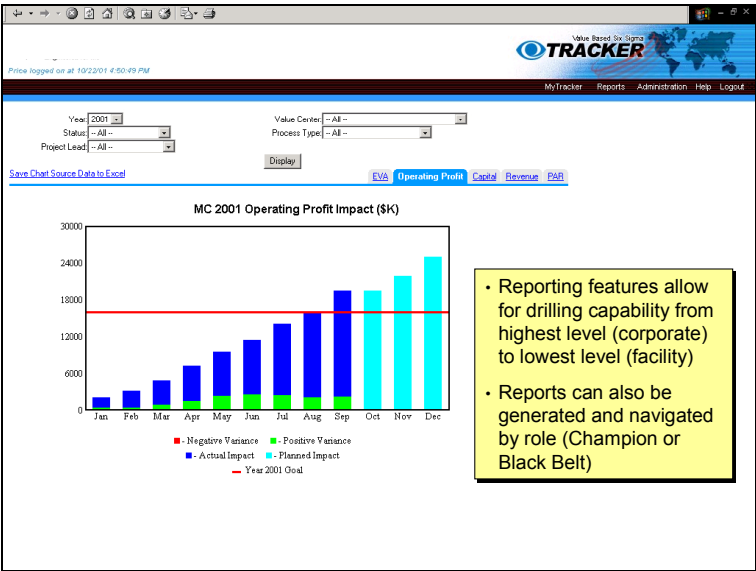 Value Based Six Sigma
TRACKER
Price logged on at 10/22/01 4:50:49 PM
MyTracker Reports Administration Help Logout
Year: 2001
Value Center: -- All --
Status: -- All --
Process Type: -- All --
Project Lead: -- All --
Display
Save Chart Source Data to Excel
EVA Operating Profit Capital Revenue PAR
MC 2001 Operating Profit Impact ($K)
30000
24000
18000
12000
6000
0
Jan Feb Mar Apr May Jun Jul Aug Sep Oct Nov Dec
- Negative Variance - Positive Variance
- Actual Impact - Planned Impact
Year 2001 Goal
• Reporting features allow
for drilling capability from
highest level (corporate)
to lowest level (facility)
• Reports can also be
generated and navigated
by role (Champion or
Black Belt)